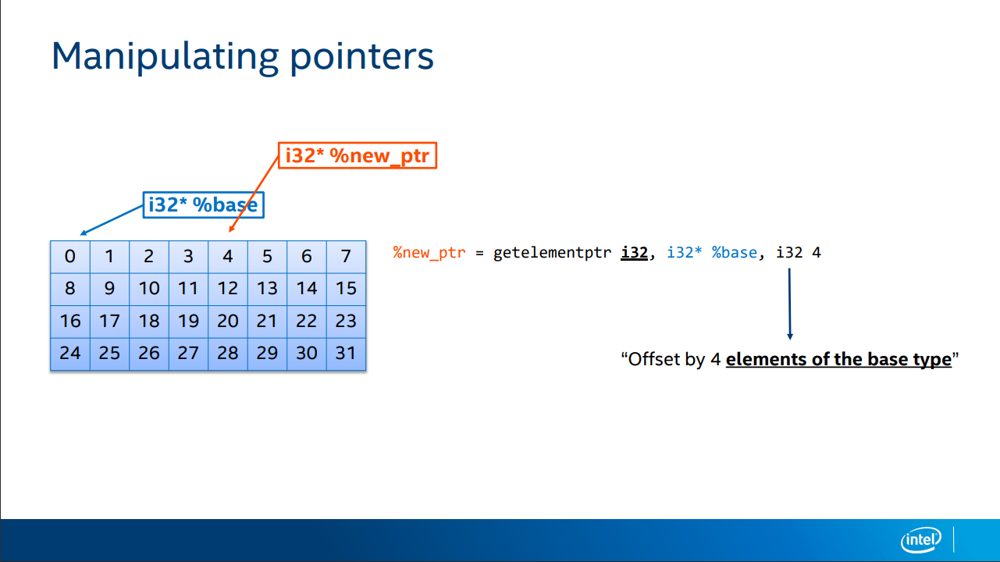 Manipulating pointers
i32* %new_ptr
i32* %base
0 1 2 3 4 5 6 7
8 9 10 11 12 13 14 15
16 17 18 19 20 21 22 23
24 25 26 27 28 29 30 31
%new_ptr = getelementptr i32, i32* %base, i32 4
“Offset by 4 elements of the base type”
intel